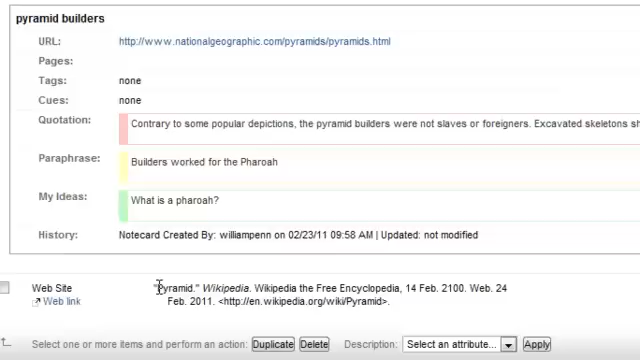 pyramid builders
URL: http://www.nationalgeographic.com/pyramids/pyramids.html
Pages:
Tags: none
Cues: none
Quotation: Contrary to some popular depictions, the pyramid builders were not slaves or foreigners. Excavated skeletons sh
Paraphrase: Builders worked for the Pharoah
My Ideas: What is a pharoah?
History: Notecard Created By: williampenn on 02/23/11 09:58 AM | Updated: not modified
Web Site "Pyramid." Wikipedia. Wikipedia the Free Encyclopedia, 14 Feb. 2100. Web. 24
Web link Feb. 2011. <http://en.wikipedia.org/wiki/Pyramid>.
Select one or more items and perform an action: Duplicate Delete Description: Select an attribute... Apply